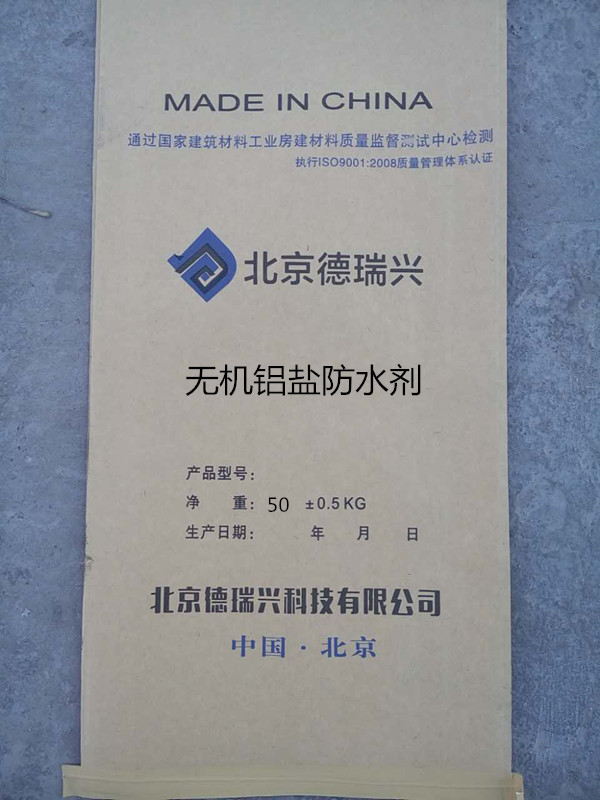 MADE IN CHINA
通过国家建筑材料工业房建材料质量监督测试中心检测
执行ISO9001:2008质量管理体系认证
北京德瑞兴
无机铝盐防水剂
产品型号:
净 重: 50 ±0.5KG
生产日期: 年 月 日
北京德瑞兴科技有限公司
中国·北京